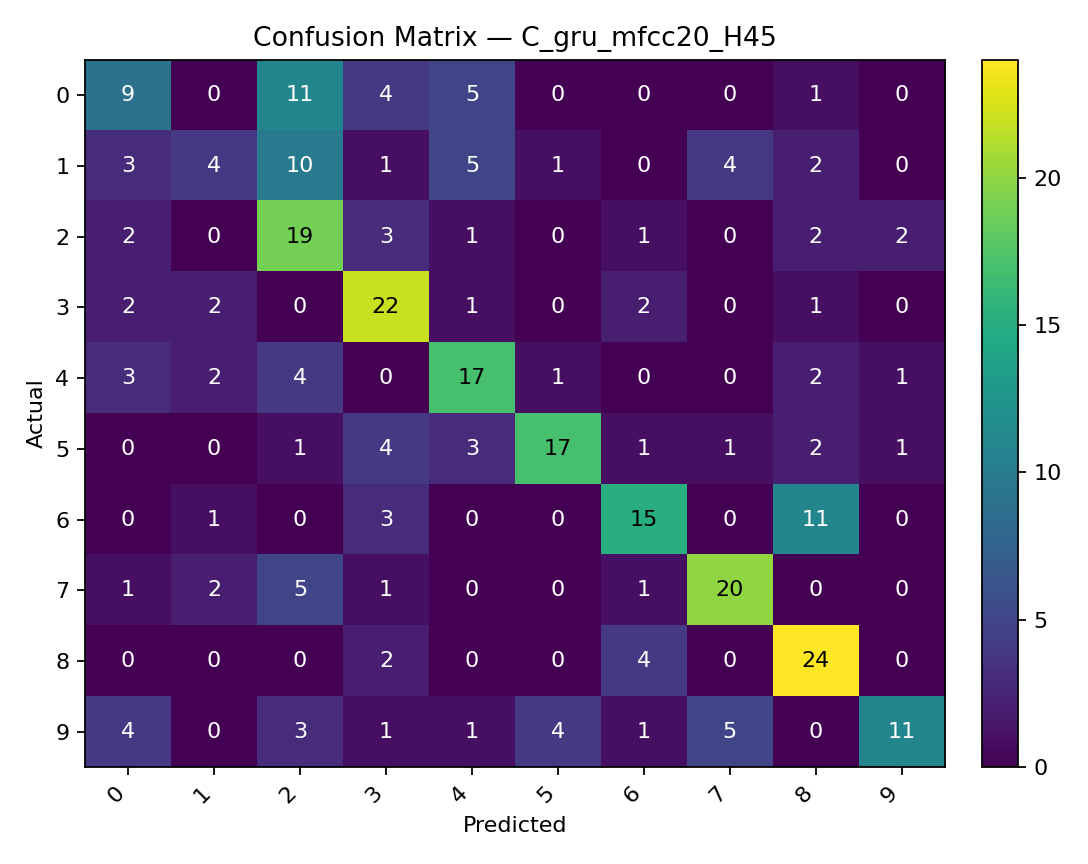 Confusion Matrix — C_gru_mfcc20_H45
0 9 0 11 4 5 0 0 0 1 0
1 3 4 10 1 5 1 0 4 2 0
2 2 0 19 3 1 0 1 0 2 2
3 2 2 0 22 1 0 2 0 1 0
4 3 2 4 0 17 1 0 0 2 1
5 0 0 1 4 3 17 1 1 2 1
6 0 1 0 3 0 0 15 0 11 0
7 1 2 5 1 0 0 1 20 0 0
8 0 0 0 2 0 0 4 0 24 0
9 4 0 3 1 1 4 1 5 0 11
0 1 2 3 4 5 6 7 8 9
Predicted
Actual
20
15
10
5
0